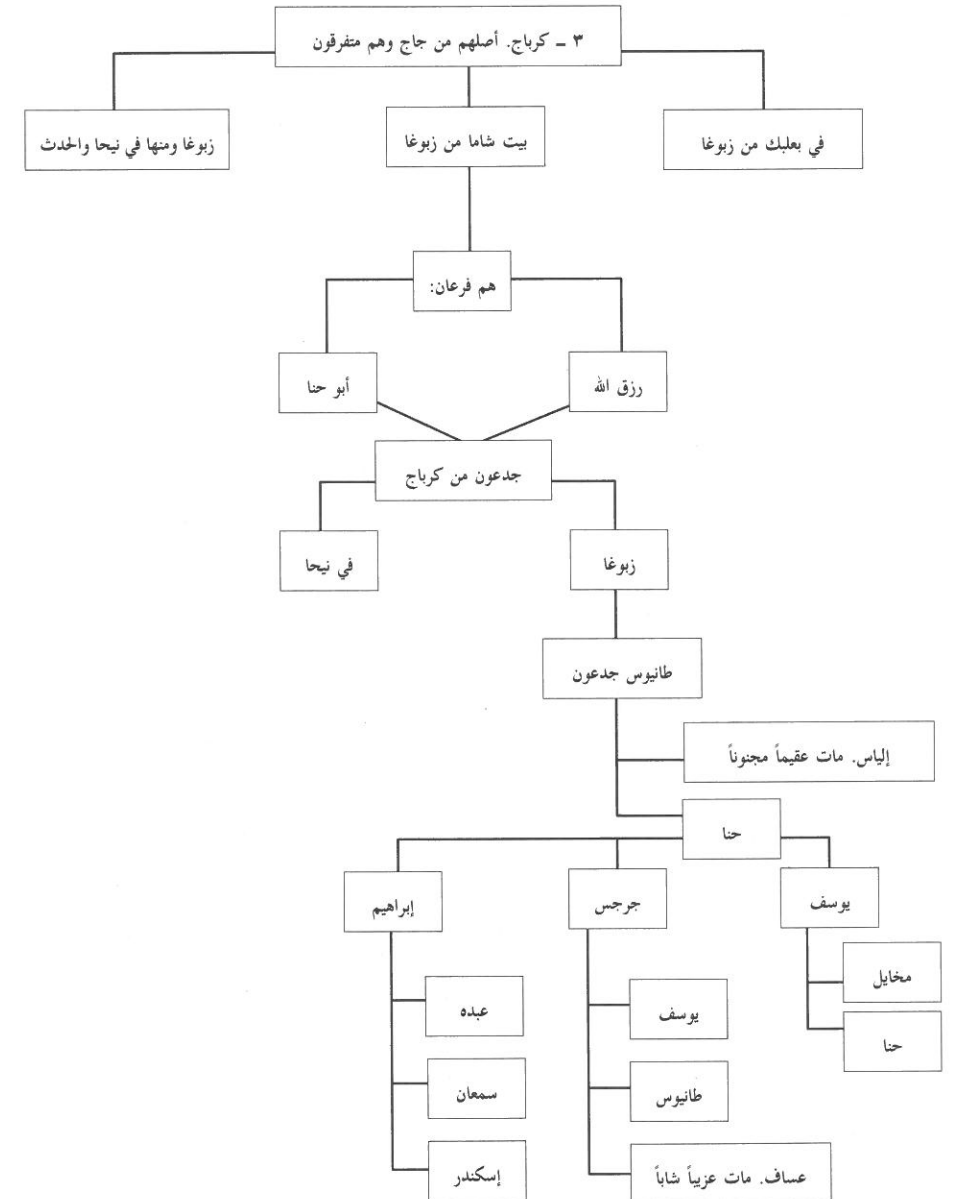 ٣ ــ كرباج. أصلهم من جاج وهم متفرقون
في بعلبك من زبوغا
بيت شاما من زبوغا
زبوغا ومنها في نيحا والحدث
هم فرعان:
رزق الله
أبو حنا
جدعون من كرباج
زبوغا
في نيحا
طانيوس جدعون
إلياس. مات عقيماً مجنوناً
حنا
يوسف
جرجس
إبراهيم
مخايل
حنا
يوسف
طانيوس
عساف. مات عزيباً شاباً
عبده
سمعان
إسكندر